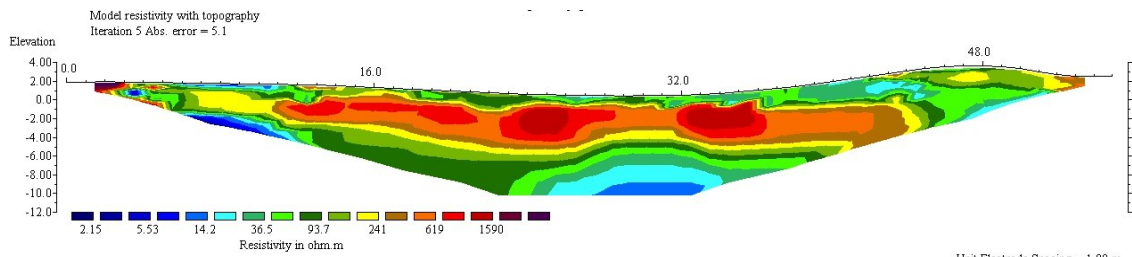 Model resistivity with topography
Iteration 5 Abs. error = 5.1
Elevation
4.00
2.00
0.0
-2.00
-4.00
-6.00
-8.00
-10.0
-12.0
0.0
16.0
32.0
48.0
2.15 5.53 14.2 36.5 93.7 241 619 1590
Resistivity in ohm.m